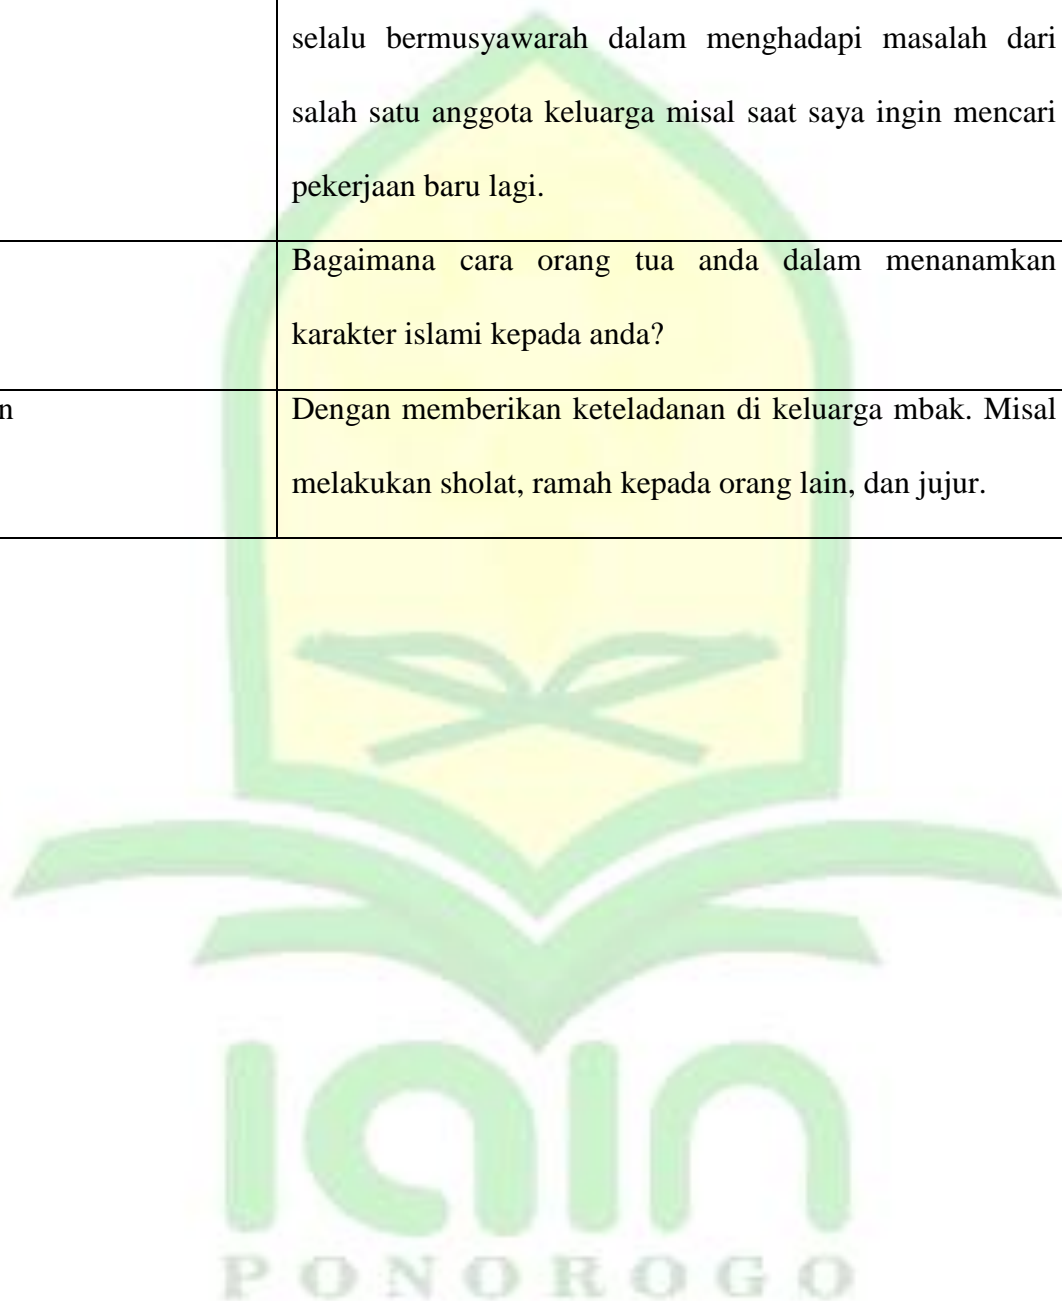 selalu bermusyawarah dalam menghadapi masalah dari
salah satu anggota keluarga misal saat saya ingin mencari
pekerjaan baru lagi.
Bagaimana cara orang tua anda dalam menanamkan
karakter islami kepada anda?
n
Dengan memberikan keteladanan di keluarga mbak. Misal
melakukan sholat, ramah kepada orang lain, dan jujur.
iain
PONOROGO